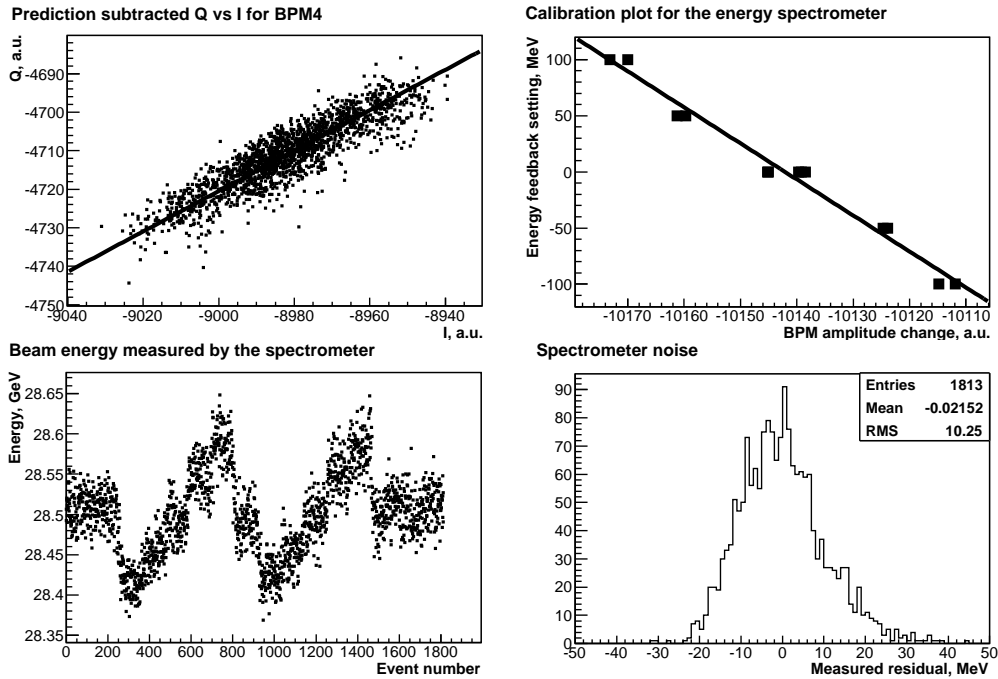 Prediction subtracted Q vs I for BPM4
Q, a.u.
-4690
-4700
-4710
-4720
-4730
-4740
-4750
-9040 -9020 -9000 -8980 -8960 -8940
I, a.u.
Calibration plot for the energy spectrometer
Energy feedback setting, MeV
100
50
0
-50
-100
-10170 -10160 -10150 -10140 -10130 -10120 -10110
BPM amplitude change, a.u.
Beam energy measured by the spectrometer
Energy, GeV
28.65
28.6
28.55
28.5
28.45
28.4
28.35
0 200 400 600 800 1000 1200 1400 1600 1800
Event number
Spectrometer noise
Entries 1813
Mean -0.02152
RMS 10.25
90
80
70
60
50
40
30
20
10
0
-50 -40 -30 -20 -10 0 10 20 30 40 50
Measured residual, MeV